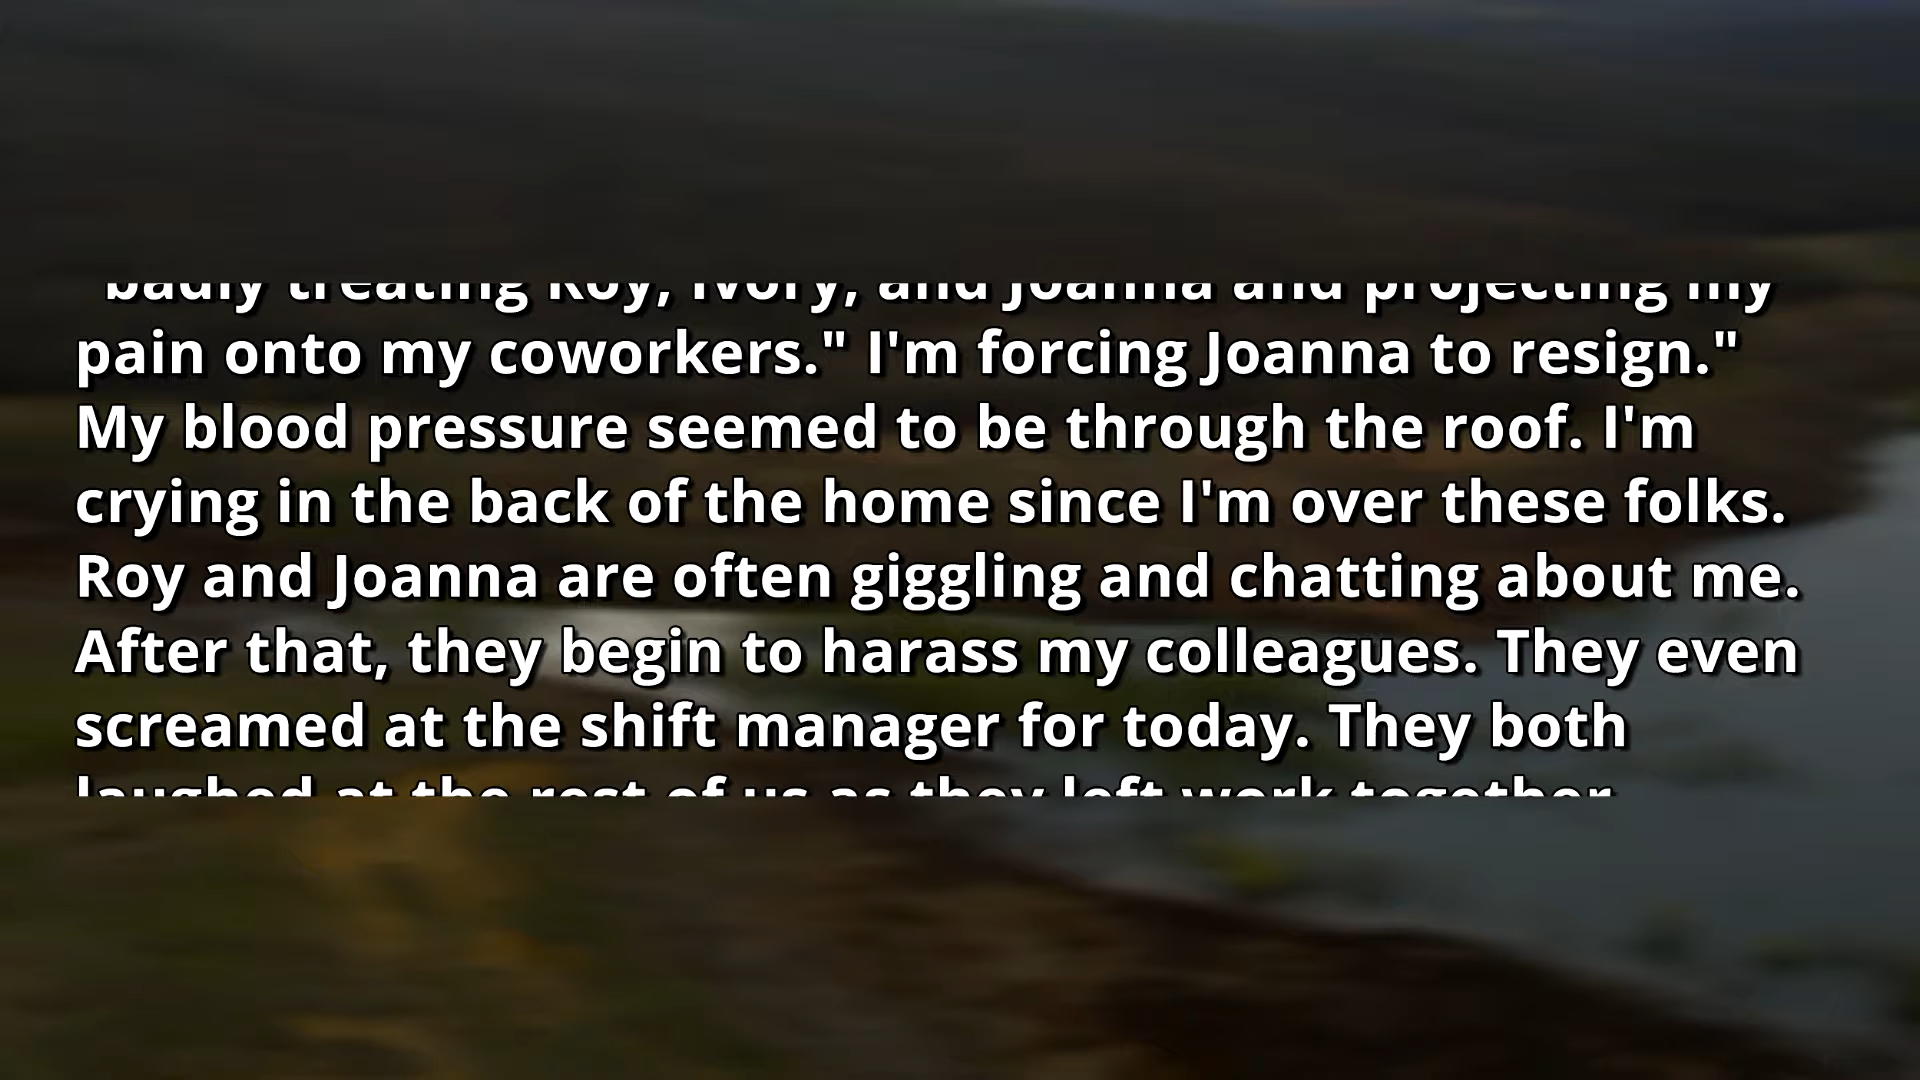 badly treating Roy, Ivory, and Joanna and projecting my
pain onto my coworkers." I'm forcing Joanna to resign."
My blood pressure seemed to be through the roof. I'm
crying in the back of the home since I'm over these folks.
Roy and Joanna are often giggling and chatting about me.
After that, they begin to harass my colleagues. They even
screamed at the shift manager for today. They both
laughed at the rest of us as they left work together